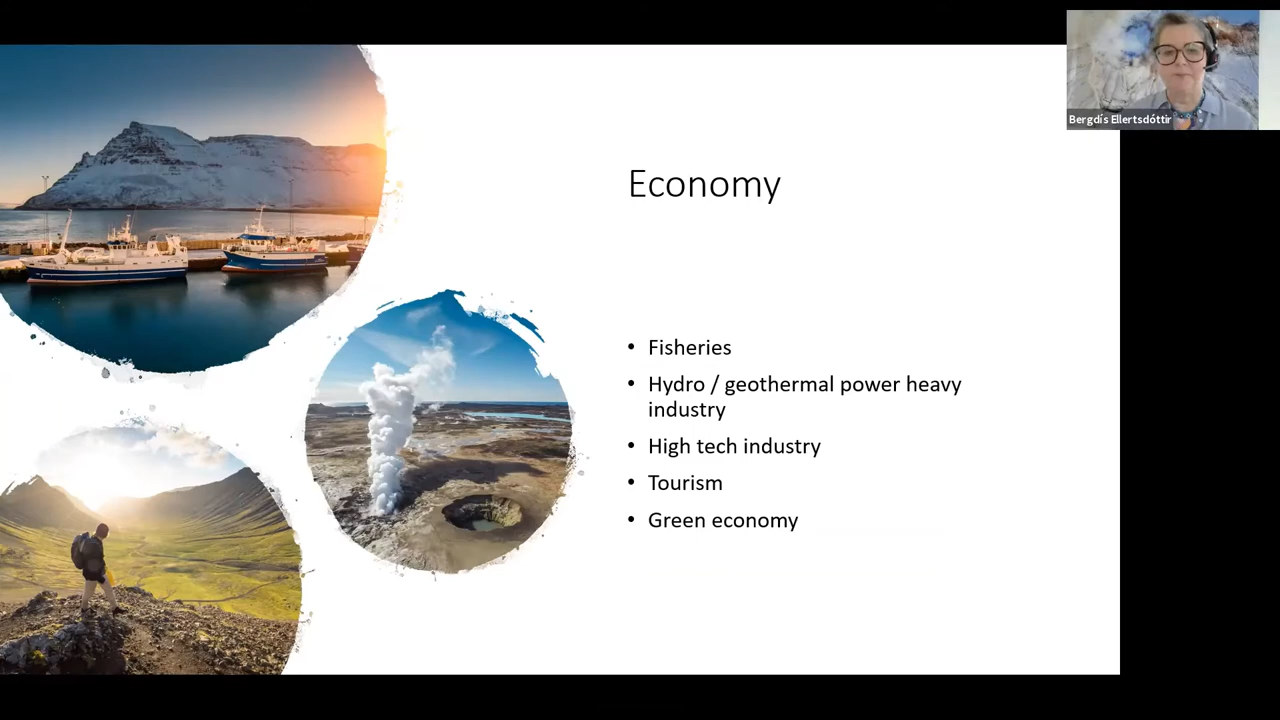 Bergdís Ellertsdóttir
Economy
• Fisheries
• Hydro / geothermal power heavy
industry
• High tech industry
• Tourism
• Green economy